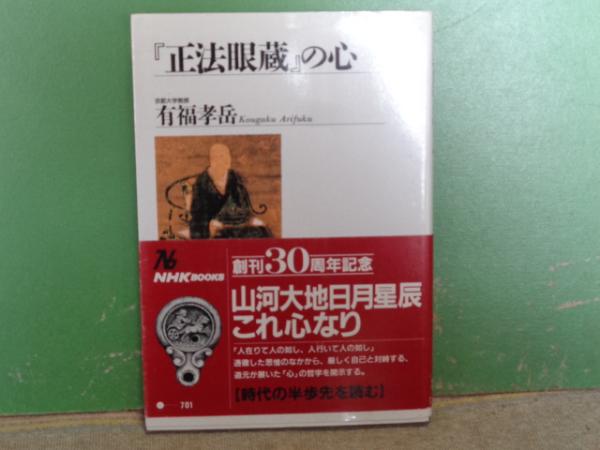 『正法眼蔵』の心
京都大学教授
有福孝岳 Kougaku Arifuku
NHK BOOKS
創刊30周年記念
山河大地日月星辰
これ心なり
「人在りて人の如し、人行いて人の如し」
透徹した思惟のなかから、厳しく自己と対峙する、
道元が説いた「心」の哲学を開示する。
【時代の半歩先を読む】
701